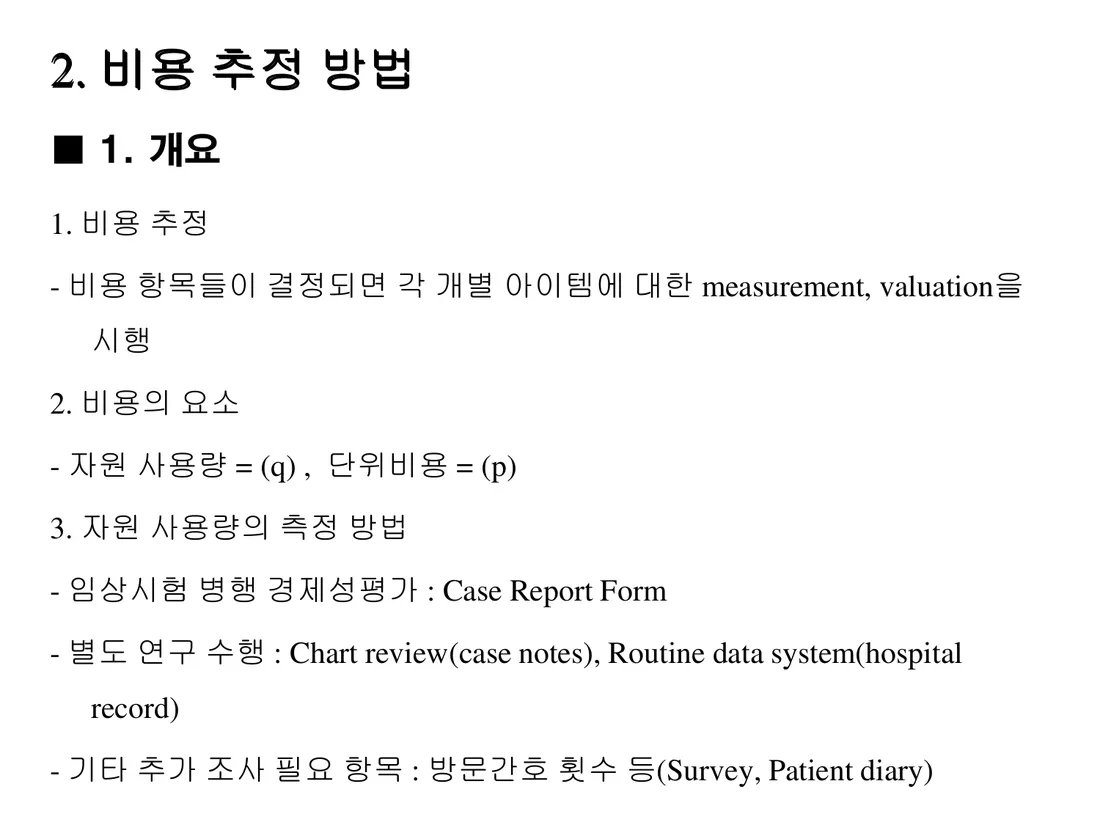 2. 비용 추정 방법
■ 1. 개요
1. 비용 추정
- 비용 항목들이 결정되면 각 개별 아이템에 대한 measurement, valuation을
시행
2. 비용의 요소
- 자원 사용량 = (q) , 단위비용 = (p)
3. 자원 사용량의 측정 방법
- 임상시험 병행 경제성평가 : Case Report Form
- 별도 연구 수행 : Chart review(case notes), Routine data system(hospital
record)
- 기타 추가 조사 필요 항목 : 방문간호 횟수 등(Survey, Patient diary)